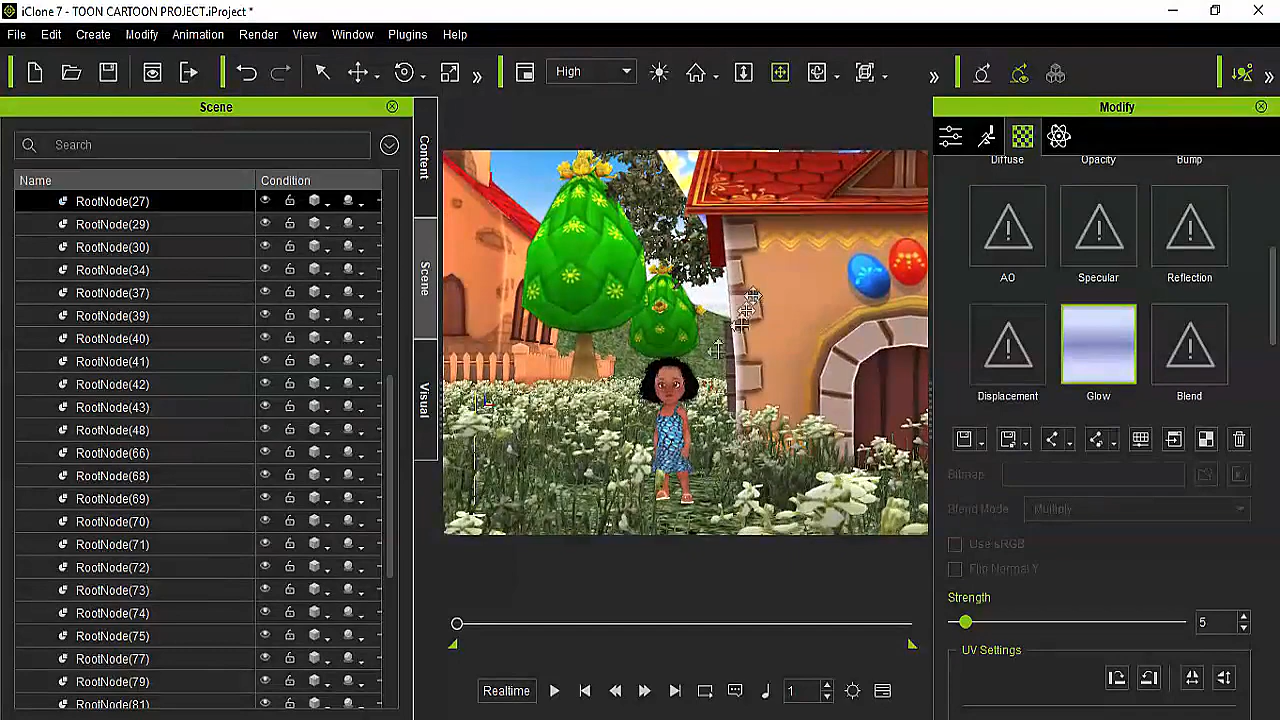 iClone 7 - TOON CARTOON PROJECT.iProject *
File Edit Create Modify Animation Render View Window Plugins Help
High
Scene
Modify
Search
Content
Scene
Visual
Name Condition
RootNode(27)
RootNode(29)
RootNode(30)
RootNode(34)
RootNode(37)
RootNode(39)
RootNode(40)
RootNode(41)
RootNode(42)
RootNode(43)
RootNode(48)
RootNode(66)
RootNode(68)
RootNode(69)
RootNode(70)
RootNode(71)
RootNode(72)
RootNode(73)
RootNode(74)
RootNode(75)
RootNode(77)
RootNode(79)
RootNode(81)
Diffuse Opacity Bump
AO Specular Reflection
Displacement Glow Blend
Bitmap
Blend Mode Multiply
Use sRGB
Flip Normal Y
Strength
5
UV Settings
Realtime 1